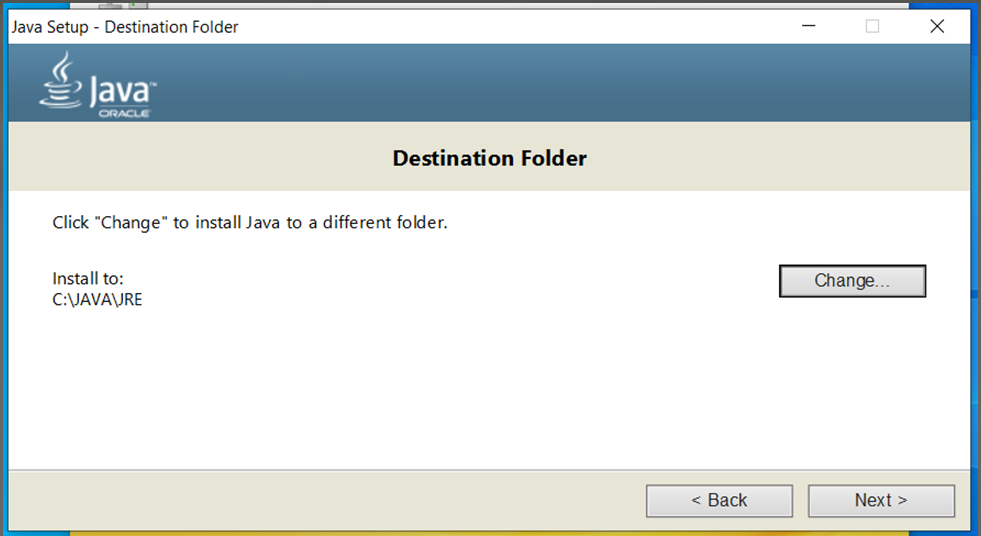 Java Setup - Destination Folder
Java™
ORACLE
Destination Folder
Click "Change" to install Java to a different folder.
Install to:
C:\JAVA\JRE
Change...
< Back
Next >